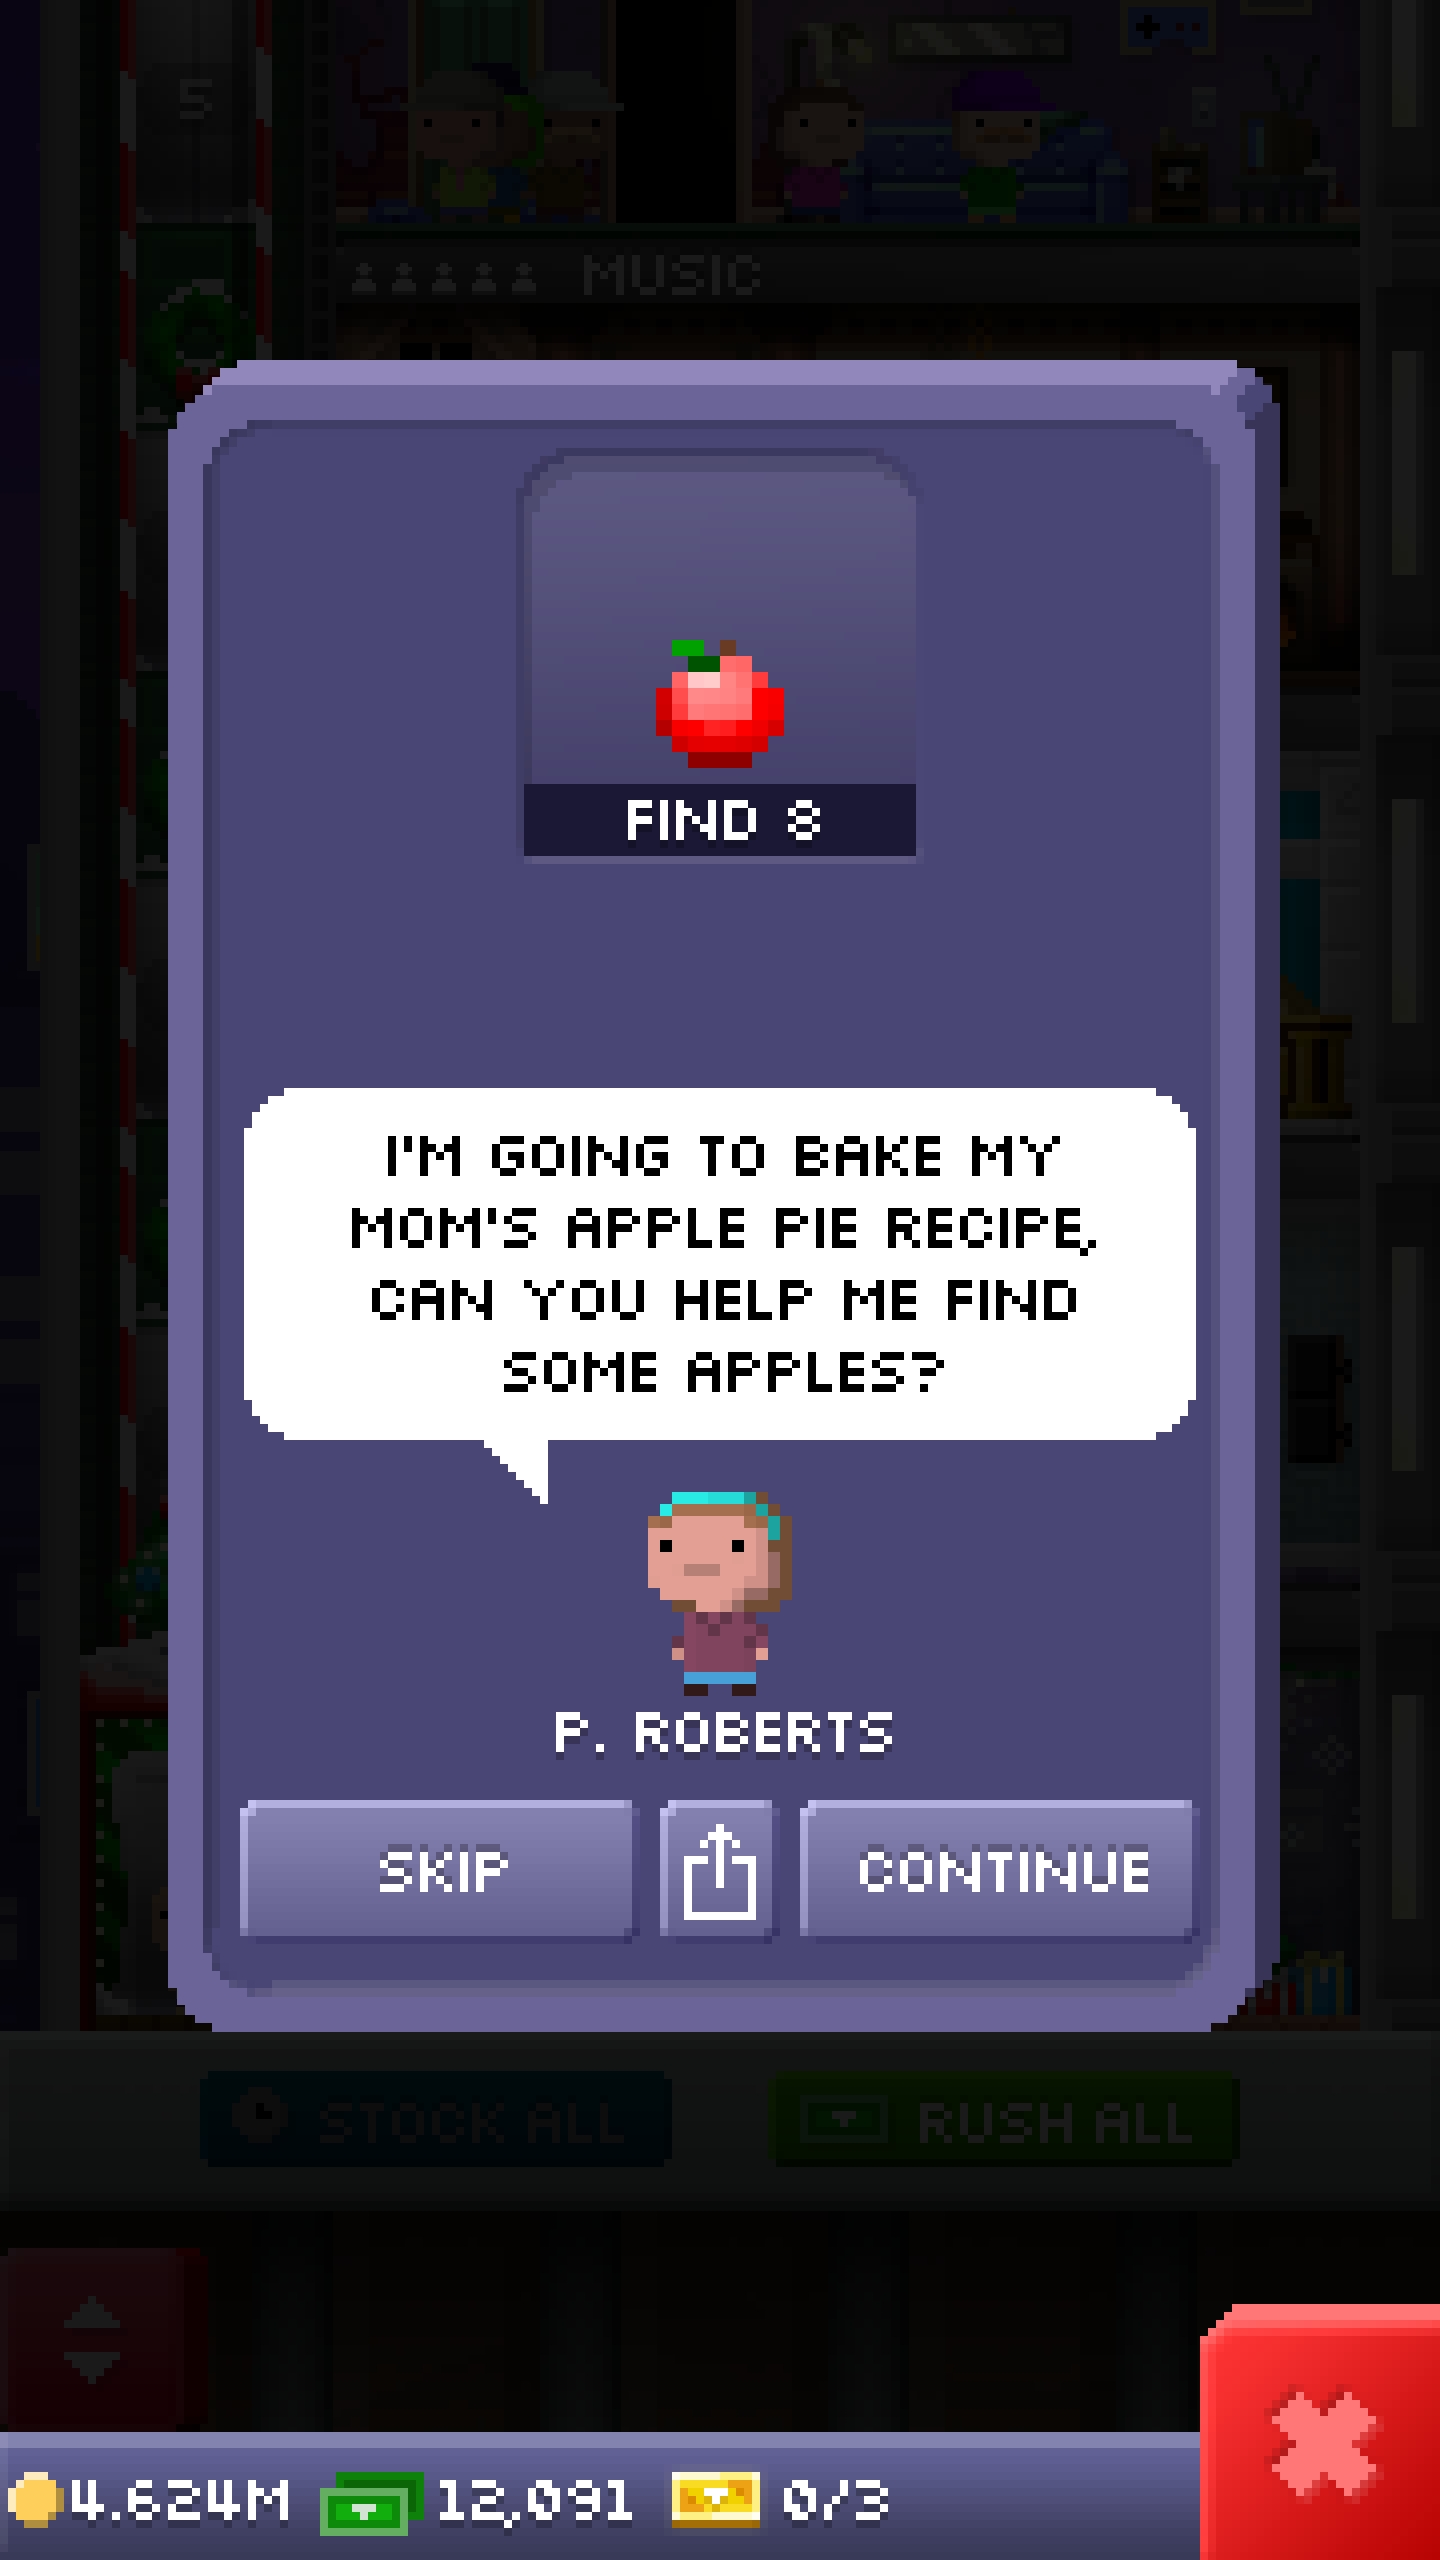 5
MUSIC
FIND 8
I'M GOING TO BAKE MY
MOM'S APPLE PIE RECIPE,
CAN YOU HELP ME FIND
SOME APPLES?
P. ROBERTS
SKIP
CONTINUE
STOCK ALL
RUSH ALL
4.624M
12,091
0/3